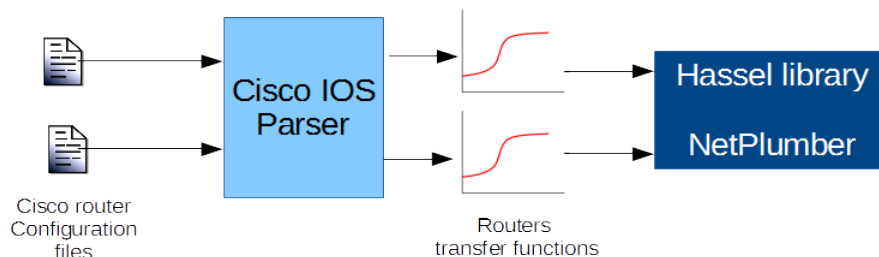 Cisco IOS
Parser
Hassel library
NetPlumber
Cisco router
Configuration
files
Routers
transfer functions